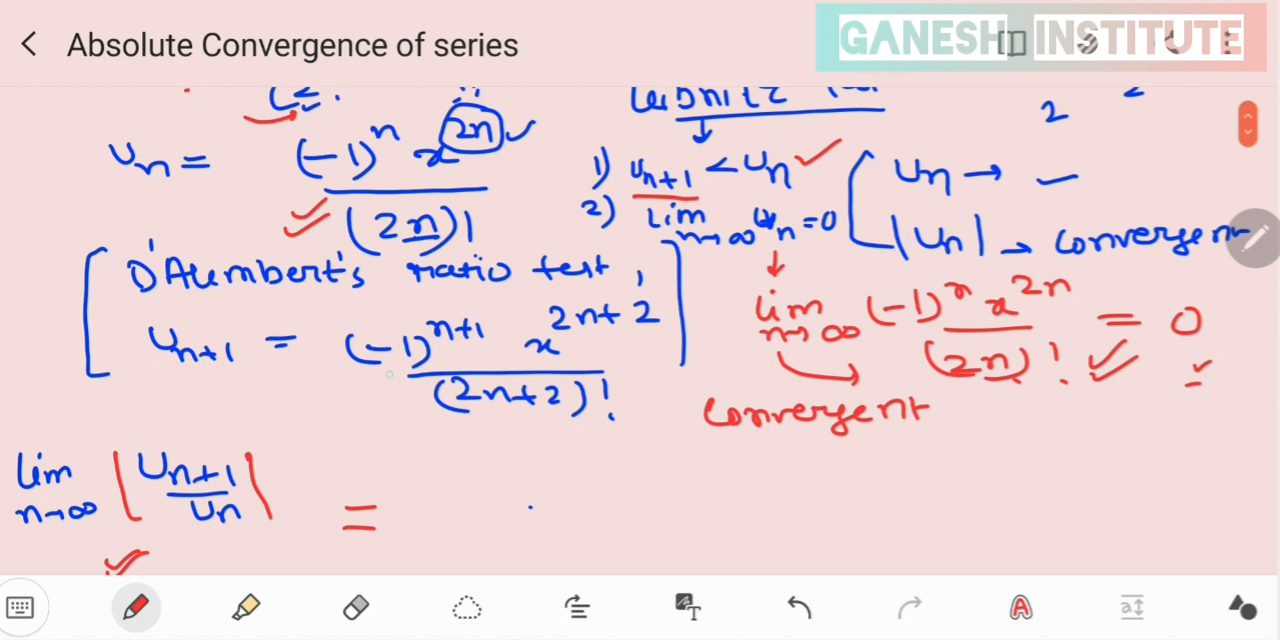 Absolute Convergence of series
GANESH INSTITUTE
2
Un = (-1)^n x^{2n} / (2n)!
D'Alembert's ratio test,
Un+1 = (-1)^{n+1} x^{2n+2} / (2n+2)!
lim n→∞ |Un+1 / Un| =
1) Un+1 < Un
2) lim n→∞ Un = 0
Un →
|Un| → convergent
lim n→∞ (-1)^n x^{2n} / (2n)! = 0
convergent